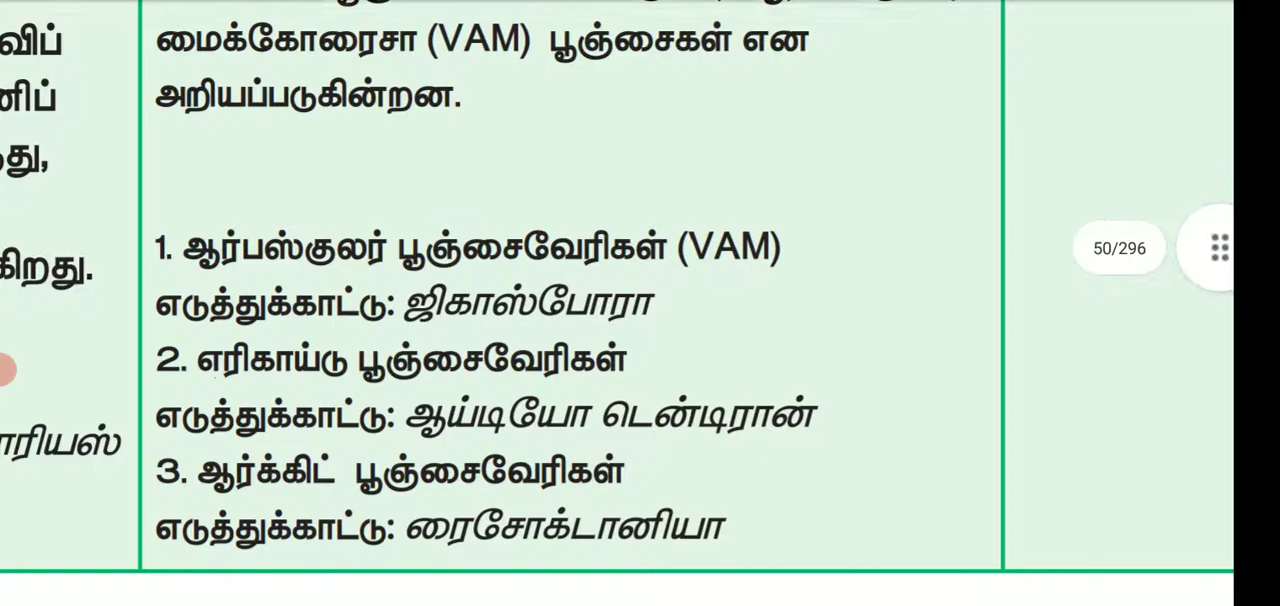 மைக்கோரைசா (VAM) பூஞ்சைகள் என
அறியப்படுகின்றன.
1. ஆர்பஸ்குலர் பூஞ்சைவேரிகள் (VAM)
எடுத்துக்காட்டு: ஜிகாஸ்போரா
2. எரிகாய்டு பூஞ்சைவேரிகள்
எடுத்துக்காட்டு: ஆய்டியோ டென்டிரான்
3. ஆர்க்கிட் பூஞ்சைவேரிகள்
எடுத்துக்காட்டு: ரைசோக்டானியா
50/296